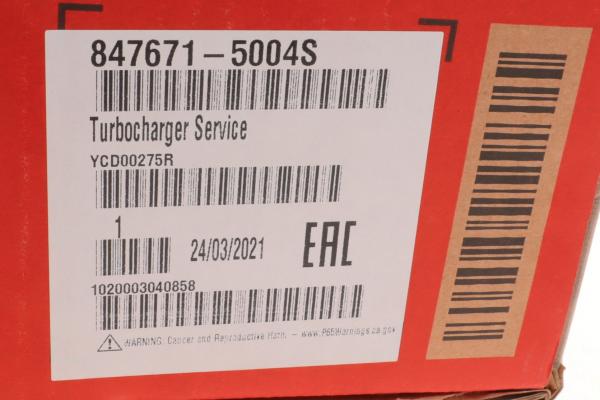 847671-5004S
Turbocharger Service
YCD00275R
1
24/03/2021 EAC
1020003040858
WARNING: Cancer and Reproductive Harm. - www.P65Warnings.ca.gov